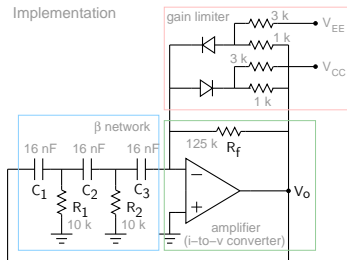 Implementation
gain limiter
3 k
V_EE
1 k
3 k
V_CC
1 k
β network
16 nF 16 nF 16 nF
125 k
R_f
C_1 C_2 C_3
R_1 R_2
10 k 10 k
−
+
V_o
amplifier
(i−to−v converter)